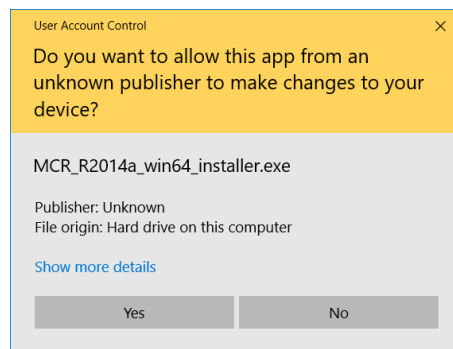 User Account Control
Do you want to allow this app from an
unknown publisher to make changes to your
device?
MCR_R2014a_win64_installer.exe
Publisher: Unknown
File origin: Hard drive on this computer
Show more details
Yes
No